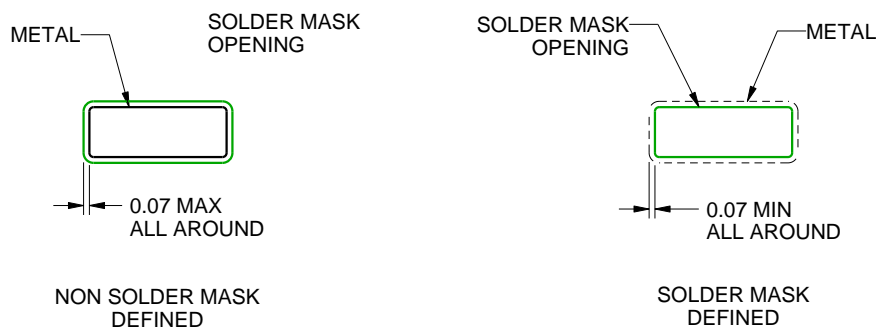 METAL
SOLDER MASK
OPENING
0.07 MAX
ALL AROUND
NON SOLDER MASK
DEFINED
SOLDER MASK
OPENING
METAL
0.07 MIN
ALL AROUND
SOLDER MASK
DEFINED